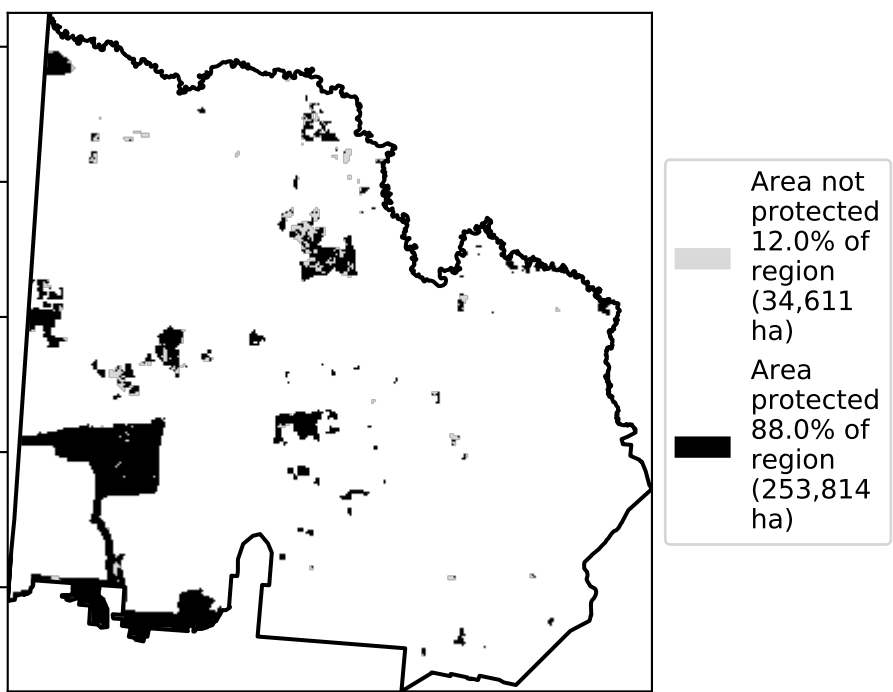 Area not
protected
12.0% of
region
(34,611
ha)
Area
protected
88.0% of
region
(253,814
ha)